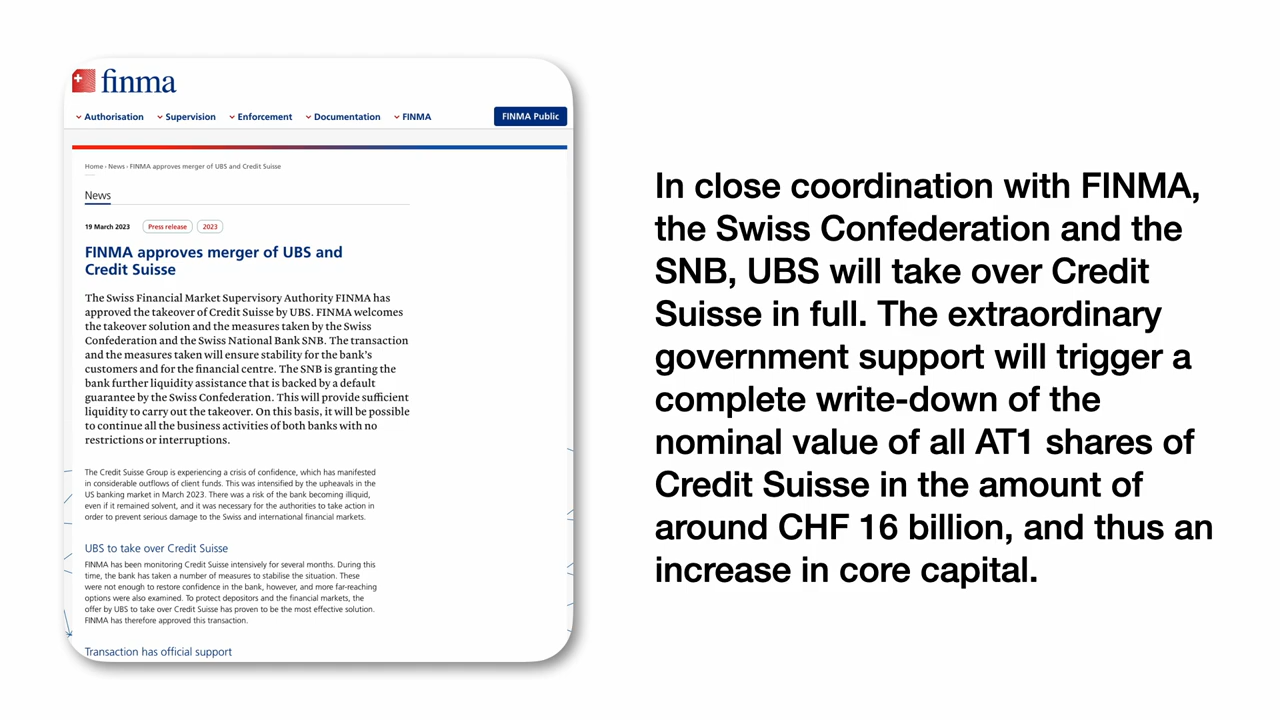 finma
Authorisation Supervision Enforcement Documentation FINMA FINMA Public
Home › News › FINMA approves merger of UBS and Credit Suisse
News
19 March 2023 Press release 2023
FINMA approves merger of UBS and
Credit Suisse
The Swiss Financial Market Supervisory Authority FINMA has
approved the takeover of Credit Suisse by UBS. FINMA welcomes
the takeover solution and the measures taken by the Swiss
Confederation and the Swiss National Bank SNB. The transaction
and the measures taken will ensure stability for the bank's
customers and for the financial centre. The SNB is granting the
bank further liquidity assistance that is backed by a default
guarantee by the Swiss Confederation. This will provide sufficient
liquidity to carry out the takeover. On this basis, it will be possible
to continue all the business activities of both banks with no
restrictions or interruptions.
The Credit Suisse Group is experiencing a crisis of confidence, which has manifested
in considerable outflows of client funds. This was intensified by the upheavals in the
US banking market in March 2023. There was a risk of the bank becoming illiquid,
even if it remained solvent, and it was necessary for the authorities to take action in
order to prevent serious damage to the Swiss and international financial markets.
UBS to take over Credit Suisse
FINMA has been monitoring Credit Suisse intensively for several months. During this
time, the bank has taken a number of measures to stabilise the situation. These
were not enough to restore confidence in the bank, however, and more far-reaching
options were also examined. To protect depositors and the financial markets, the
offer by UBS to take over Credit Suisse has proven to be the most effective solution.
FINMA has therefore approved this transaction.
Transaction has official support
In close coordination with FINMA,
the Swiss Confederation and the
SNB, UBS will take over Credit
Suisse in full. The extraordinary
government support will trigger a
complete write-down of the
nominal value of all AT1 shares of
Credit Suisse in the amount of
around CHF 16 billion, and thus an
increase in core capital.